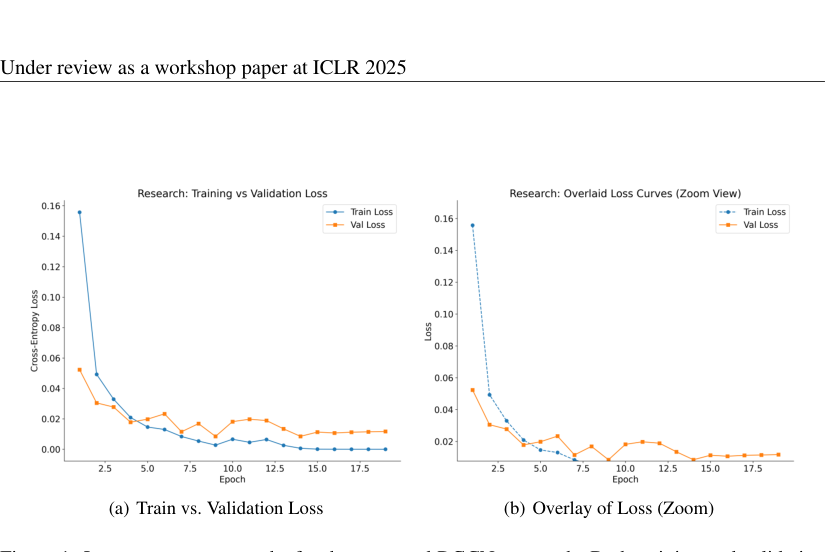 Under review as a workshop paper at ICLR 2025
Research: Training vs Validation Loss
0.16
0.14
0.12
0.10
0.08
0.06
0.04
0.02
0.00
Cross-Entropy Loss
Train Loss
Val Loss
2.5 5.0 7.5 10.0 12.5 15.0 17.5
Epoch
(a) Train vs. Validation Loss
Research: Overlaid Loss Curves (Zoom View)
0.16
0.14
0.12
0.10
0.08
0.06
0.04
0.02
Loss
Train Loss
Val Loss
2.5 5.0 7.5 10.0 12.5 15.0 17.5
Epoch
(b) Overlay of Loss (Zoom)